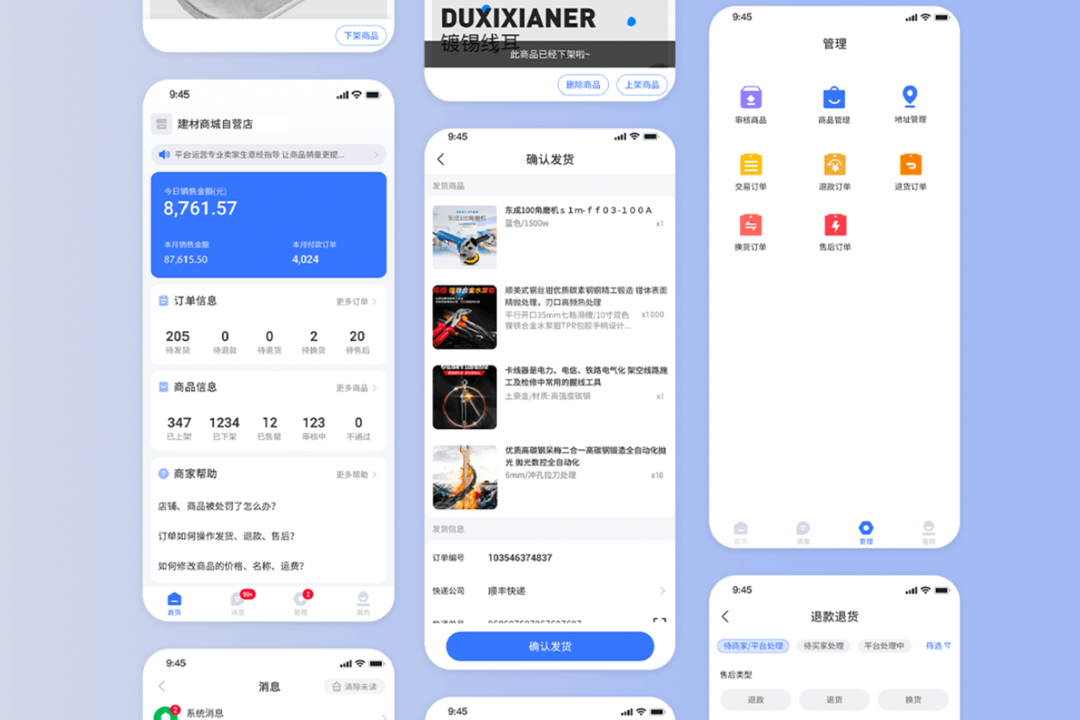 下架商品
9:45
建材商城自营店
平台运营专业卖家生意经指导 让商品销量更提...
今日销售金额(元)
8,761.57
本月销售金额
本月付款订单
87,615.50
4,024
订单信息
更多订单
205
0
0
2
20
待发货
待退款
待退货
待换货
待售后
商品信息
更多商品
347
1234
12
123
0
已上架
已下架
已售罄
审核中
不通过
商家帮助
更多帮助
店铺、商品被处罚了怎么办?
订单如何操作发货、退款、售后?
如何修改商品的价格、名称、运费?
99+
2
首页
消息
管理
我的
9:45
消息
清除未读
2
系统消息
DUXIXIANER
镀锡线耳
此商品已经下架啦~
删除商品
上架商品
9:45
确认发货
发货商品
东成100角磨机
东成100角磨机ｓ１ｍ-ｆｆ０３-１００Ａ
蓝色/1500w
x1
顺美式钢丝钳优质碳素钢钢精工锻造 钳体表面
精抛处理，刃口高频热处理
平行开口35mm七档滑槽/10寸双色
x1000
镍铁合金水泵钳TPR包胶手柄设计...
卡线器是电力、电信、铁路电气化 架空线路施
工及检修中常用的握线工具
土豪金/材质:高强度碳钢
x1
优质高碳钢呆梅二合一高碳钢锻造全自动化抛
光 抛光数控全自动化
6mm/冲孔拉刀处理
x10
发货信息
订单编号
103546374837
快递公司
顺丰快递
确认发货
9:45
9:45
管理
审核商品
商品管理
地址管理
交易订单
退款订单
退货订单
换货订单
售后订单
首页
消息
管理
我的
9:45
退款退货
待商家/平台处理
待买家处理
平台处理中
筛选
售后类型
退款
退货
换货